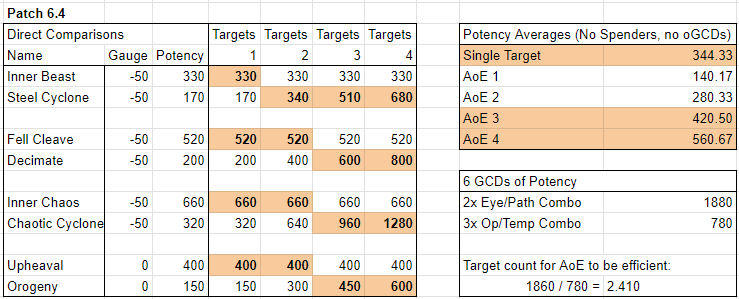 Patch 6.4
Direct Comparisons Targets Targets Targets Targets
Name Gauge Potency 1 2 3 4
Inner Beast -50 330 330 330 330 330
Steel Cyclone -50 170 170 340 510 680
Fell Cleave -50 520 520 520 520 520
Decimate -50 200 200 400 600 800
Inner Chaos -50 660 660 660 660 660
Chaotic Cyclone -50 320 320 640 960 1280
Upheaval 0 400 400 400 400 400
Orogeny 0 150 150 300 450 600
Potency Averages (No Spenders, no oGCDs)
Single Target 344.33
AoE 1 140.17
AoE 2 280.33
AoE 3 420.50
AoE 4 560.67
6 GCDs of Potency
2x Eye/Path Combo 1880
3x Op/Temp Combo 780
Target count for AoE to be efficient:
1860 / 780 = 2.410